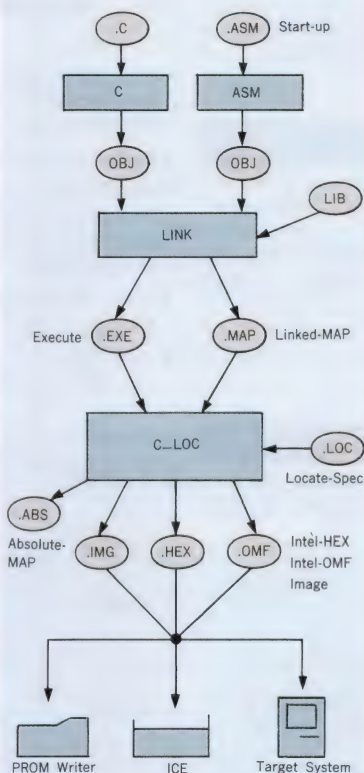 .C
.ASM Start-up
C
ASM
OBJ
OBJ
LIB
LINK
Execute .EXE
.MAP Linked-MAP
C_LOC
.LOC
Locate-Spec
.ABS
Absolute-
MAP
.IMG
.HEX
.OMF
Intel-HEX
Intel-OMF
Image
PROM Writer
ICE
Target System